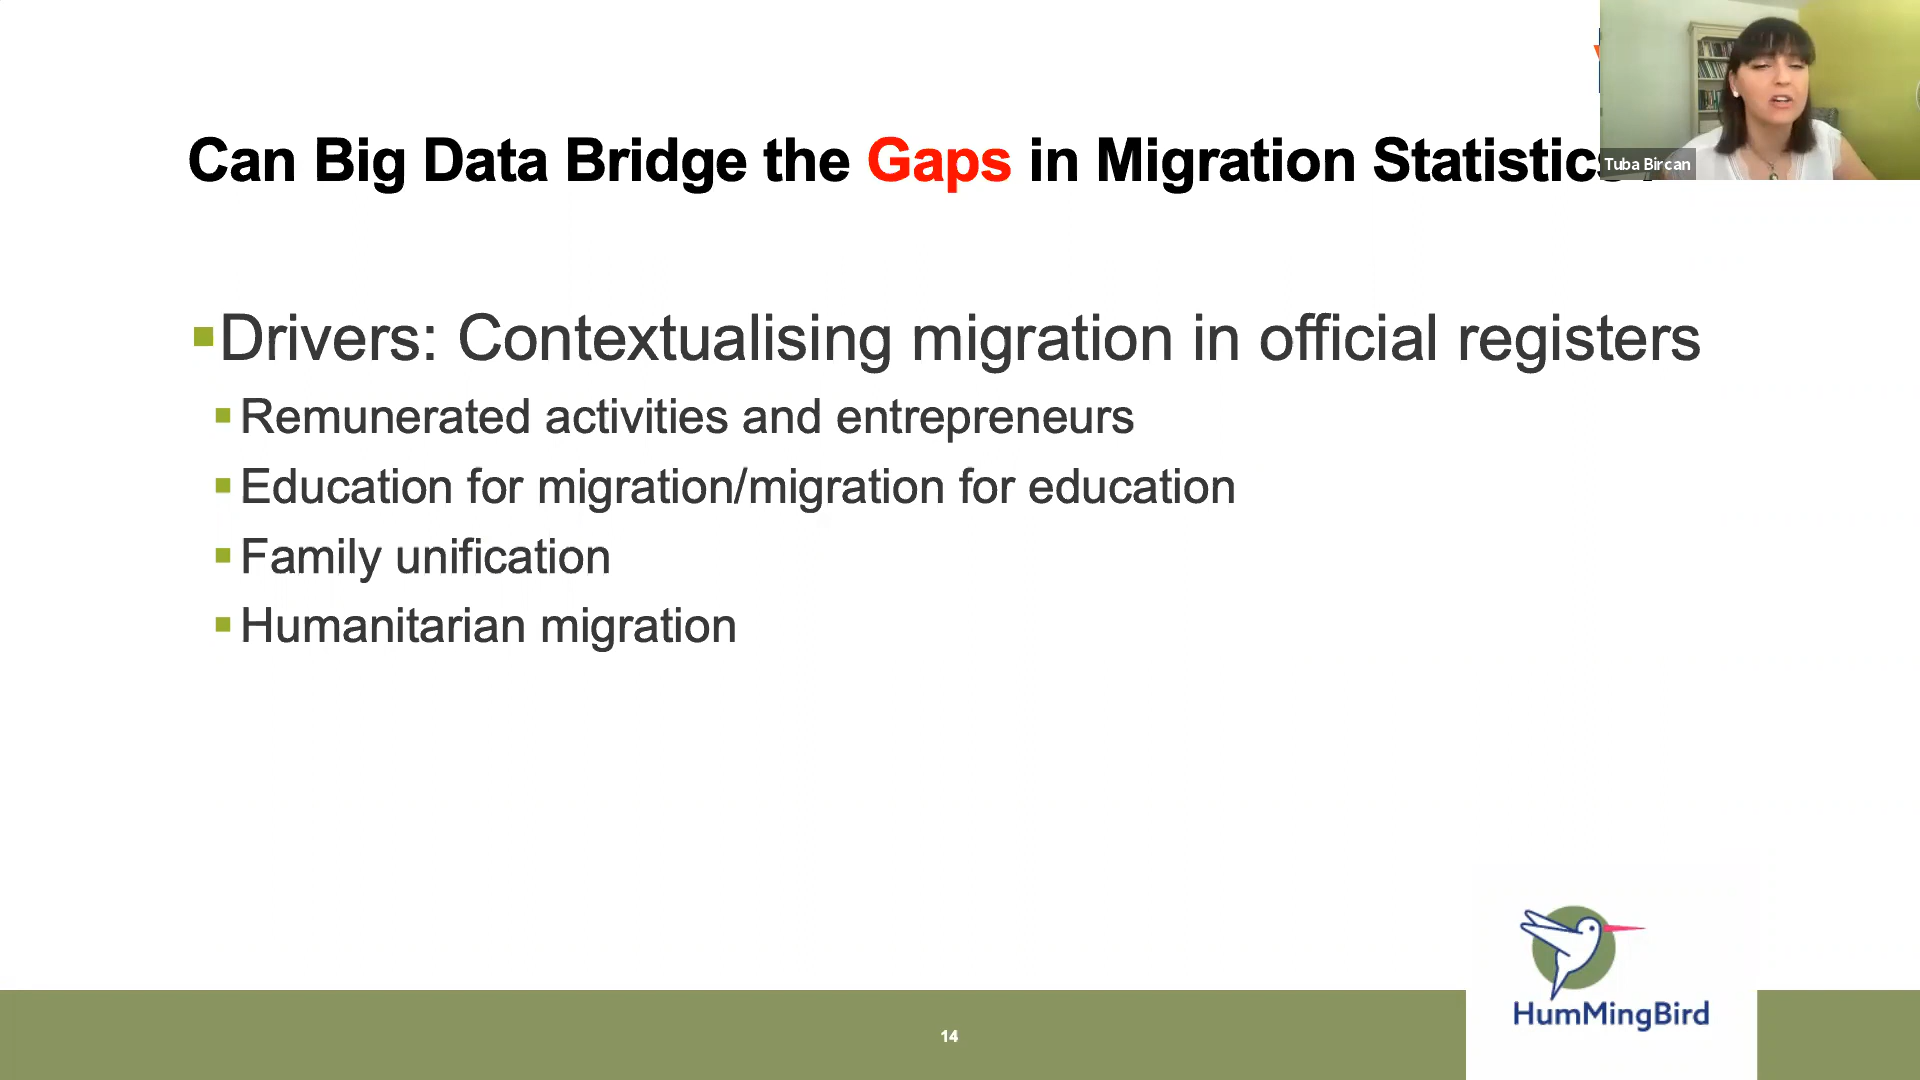 Can Big Data Bridge the Gaps in Migration Statistics
Tuba Bircan
▪Drivers: Contextualising migration in official registers
▪Remunerated activities and entrepreneurs
▪Education for migration/migration for education
▪Family unification
▪Humanitarian migration
HumMingBird
14